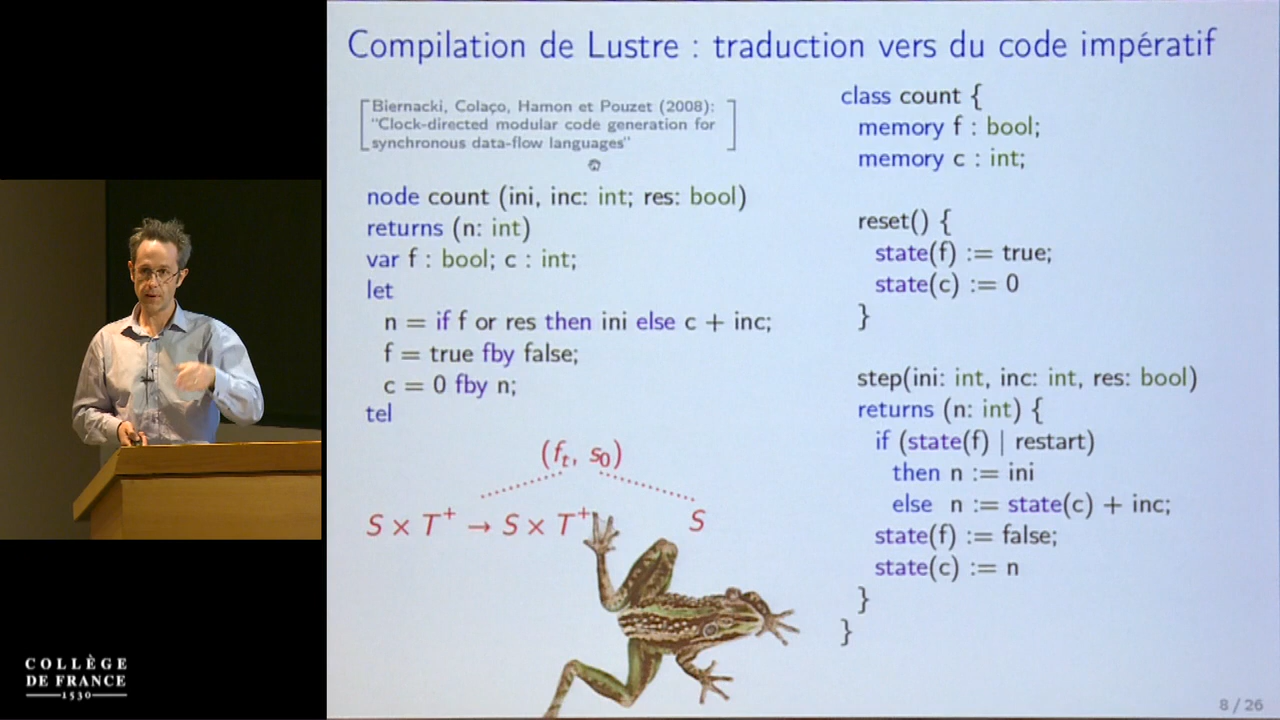 Compilation de Lustre : traduction vers du code impératif
Biernacki, Colaço, Hamon et Pouzet (2008):
"Clock-directed modular code generation for
synchronous data-flow languages"
node count (ini, inc: int; res: bool)
returns (n: int)
var f : bool; c : int;
let
n = if f or res then ini else c + inc;
f = true fby false;
c = 0 fby n;
tel
(fₜ, s₀)
S × T⁺ → S × T⁺
S
class count {
memory f : bool;
memory c : int;
reset() {
state(f) := true;
state(c) := 0
}
step(ini: int, inc: int, res: bool)
returns (n: int) {
if (state(f) | restart)
then n := ini
else n := state(c) + inc;
state(f) := false;
state(c) := n
}
}
8 / 26
COLLÈGE
DE FRANCE
1530